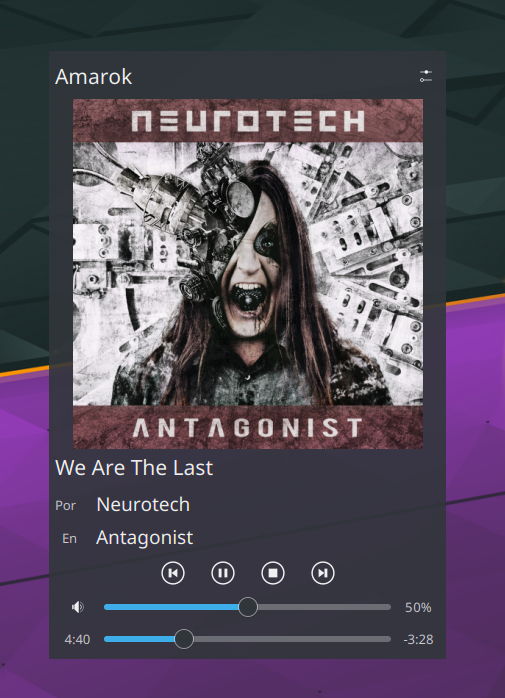 Amarok
NEUROTECH
ANTAGONIST
We Are The Last
Por Neurotech
En Antagonist
50%
4:40 -3:28